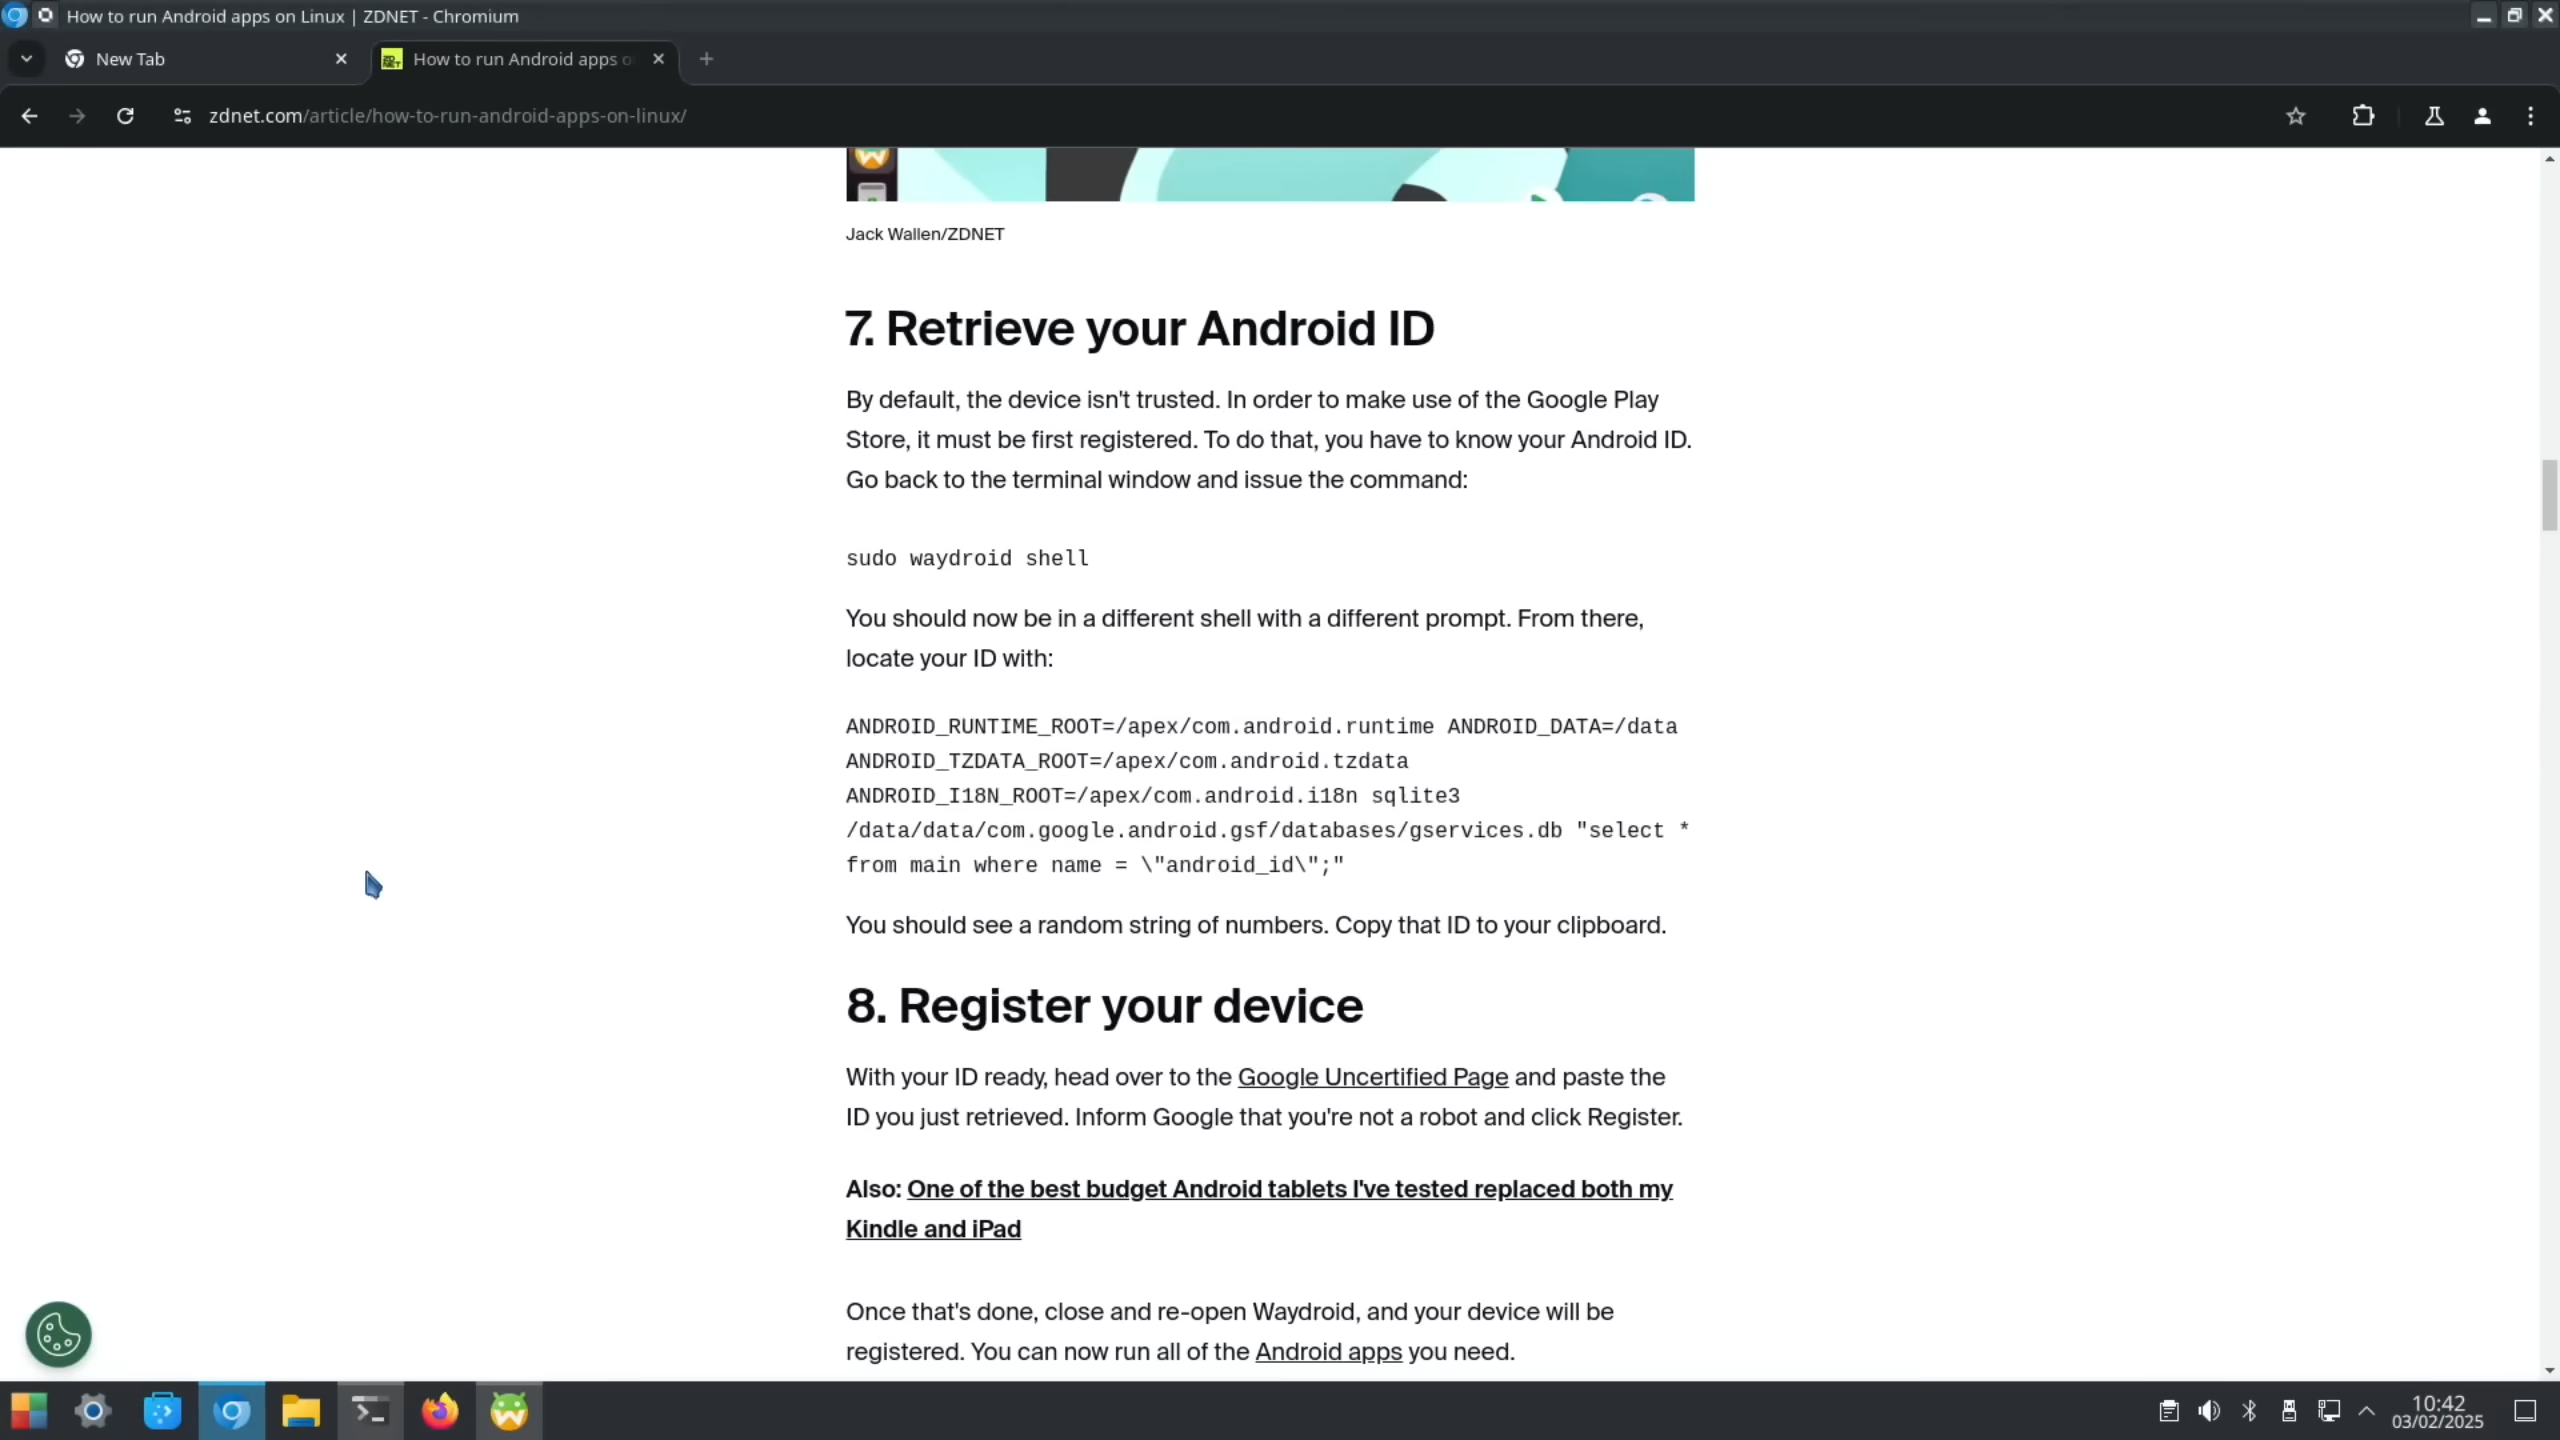 How to run Android apps on Linux | ZDNET - Chromium
New Tab
How to run Android apps o
zdnet.com/article/how-to-run-android-apps-on-linux/
Jack Wallen/ZDNET
7. Retrieve your Android ID
By default, the device isn't trusted. In order to make use of the Google Play
Store, it must be first registered. To do that, you have to know your Android ID.
Go back to the terminal window and issue the command:
sudo waydroid shell
You should now be in a different shell with a different prompt. From there,
locate your ID with:
ANDROID_RUNTIME_ROOT=/apex/com.android.runtime ANDROID_DATA=/data
ANDROID_TZDATA_ROOT=/apex/com.android.tzdata
ANDROID_I18N_ROOT=/apex/com.android.i18n sqlite3
/data/data/com.google.android.gsf/databases/gservices.db "select *
from main where name = \"android_id\";"
You should see a random string of numbers. Copy that ID to your clipboard.
8. Register your device
With your ID ready, head over to the Google Uncertified Page and paste the
ID you just retrieved. Inform Google that you're not a robot and click Register.
Also: One of the best budget Android tablets I've tested replaced both my
Kindle and iPad
Once that's done, close and re-open Waydroid, and your device will be
registered. You can now run all of the Android apps you need.
10:42
03/02/2025